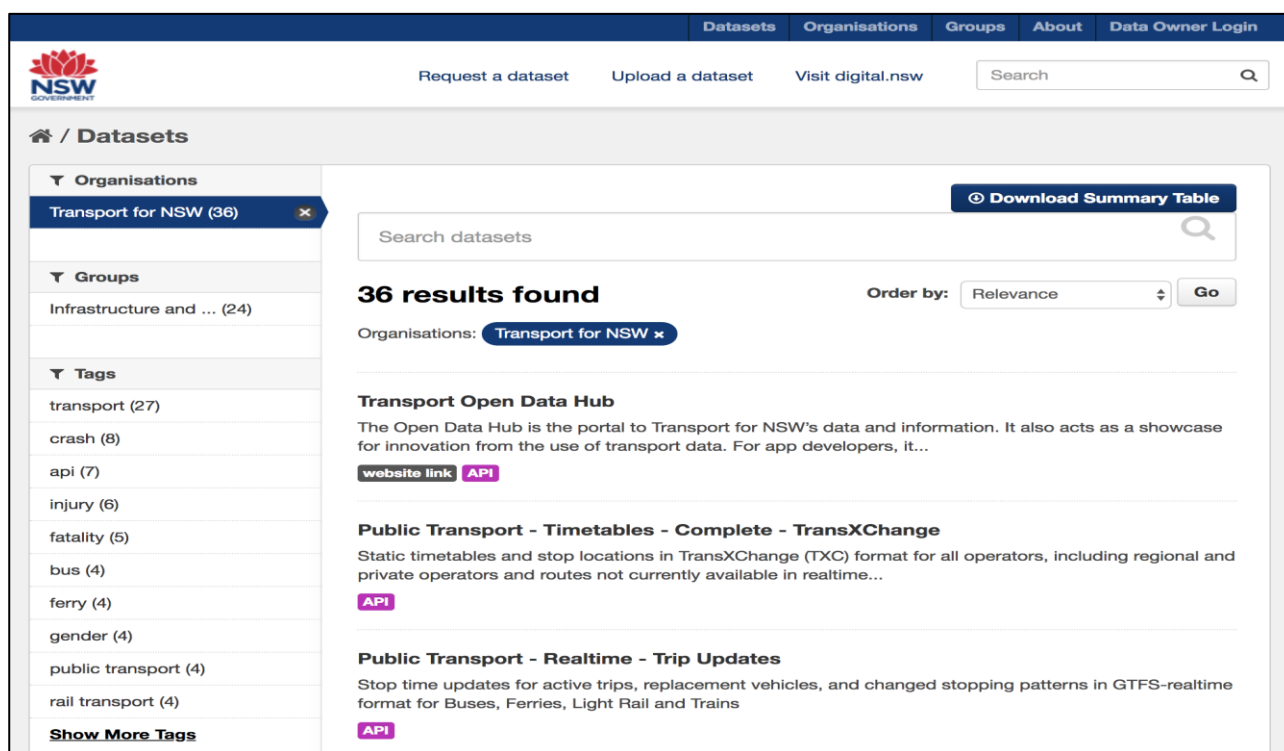 Datasets Organisations Groups About Data Owner Login
NSW
GOVERNMENT
Request a dataset Upload a dataset Visit digital.nsw Search
/ Datasets
Organisations
Transport for NSW (36)
Groups
Infrastructure and ... (24)
Tags
transport (27)
crash (8)
api (7)
injury (6)
fatality (5)
bus (4)
ferry (4)
gender (4)
public transport (4)
rail transport (4)
Show More Tags
Download Summary Table
Search datasets
36 results found
Order by: Relevance Go
Organisations: Transport for NSW ×
Transport Open Data Hub
The Open Data Hub is the portal to Transport for NSW's data and information. It also acts as a showcase
for innovation from the use of transport data. For app developers, it...
website link API
Public Transport - Timetables - Complete - TransXChange
Static timetables and stop locations in TransXChange (TXC) format for all operators, including regional and
private operators and routes not currently available in realtime...
API
Public Transport - Realtime - Trip Updates
Stop time updates for active trips, replacement vehicles, and changed stopping patterns in GTFS-realtime
format for Buses, Ferries, Light Rail and Trains
API